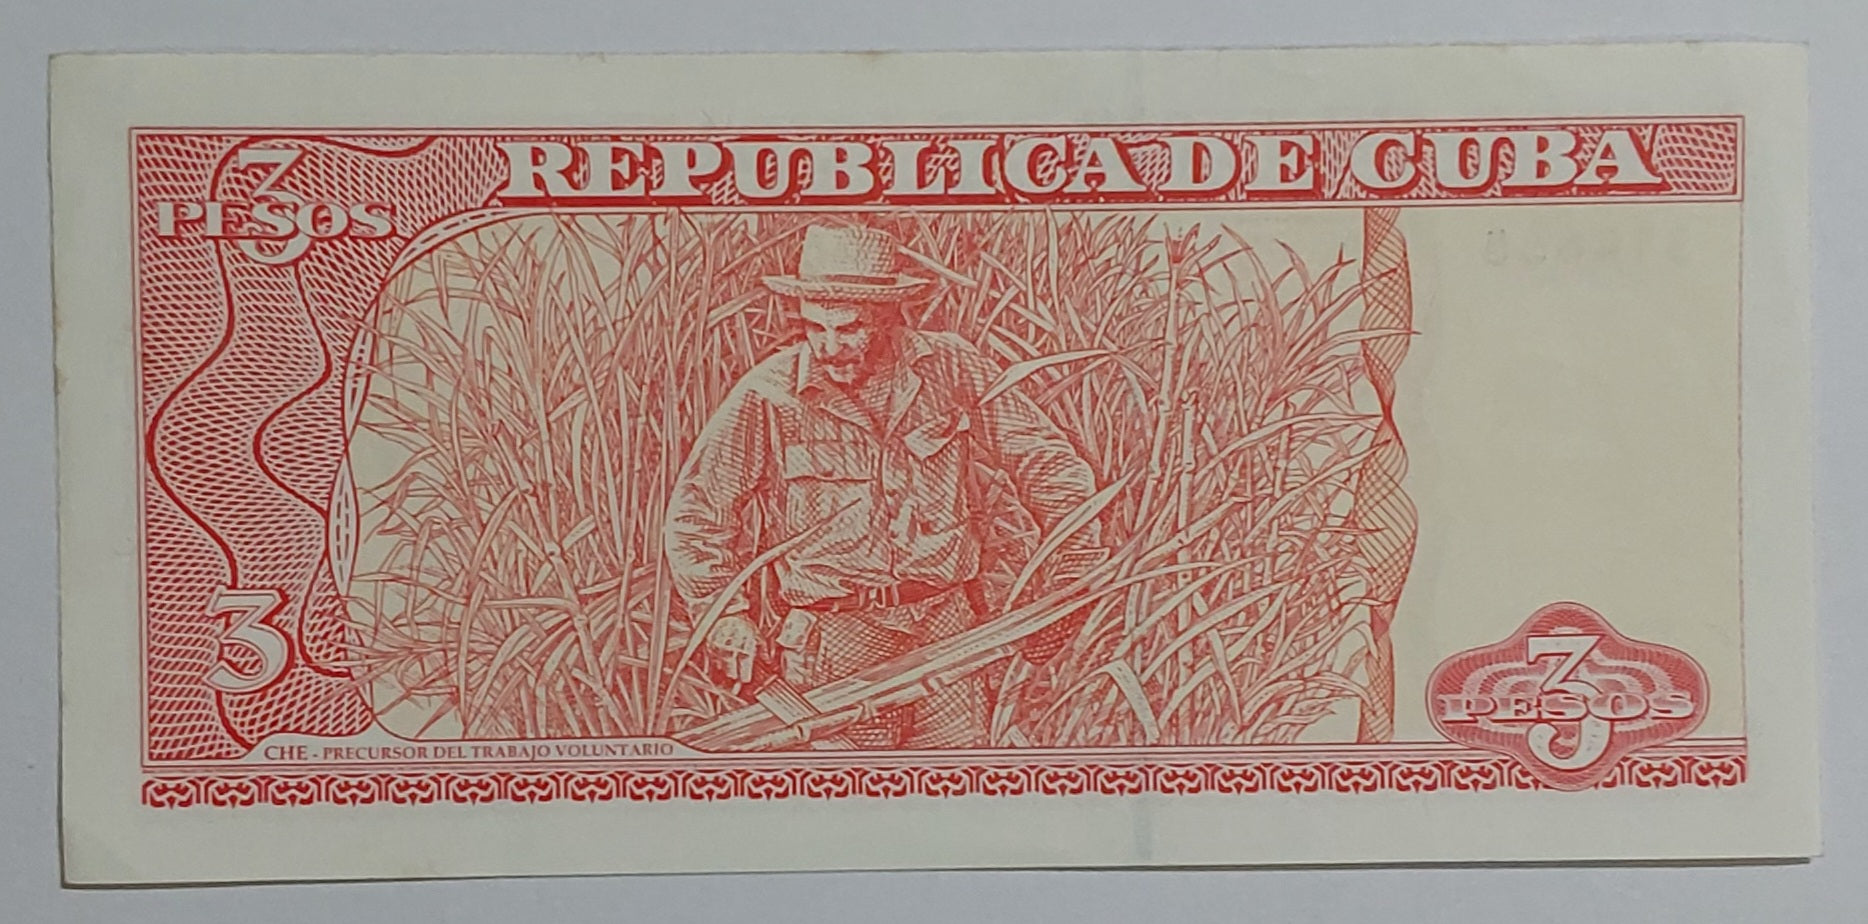 3
PESOS
REPUBLICA DE CUBA
3
3
PESOS
CHE - PRECURSOR DEL TRABAJO VOLUNTARIO